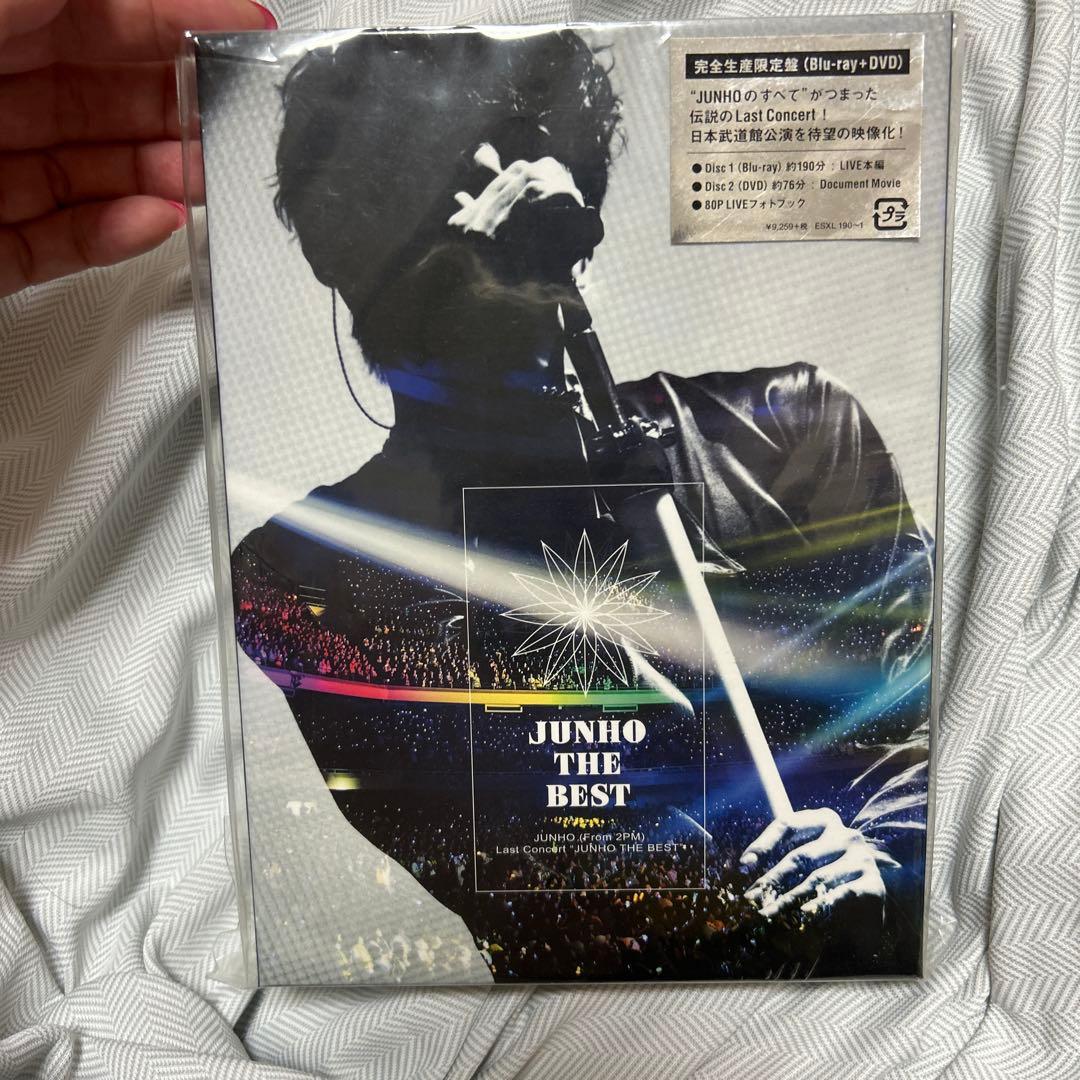 完全生産限定盤(Blu-ray+DVD)
“JUNHOのすべて”がつまった
伝説のLast Concert！
日本武道館公演を待望の映像化！
● Disc 1 (Blu-ray) 約190分 : LIVE本編
● Disc 2 (DVD) 約76分 : Document Movie
● 80P LIVEフォトブック
¥9,259+税 ESXL 190~1
プラ
JUNHO
THE
BEST
JUNHO (From 2PM)
Last Concert “JUNHO THE BEST”